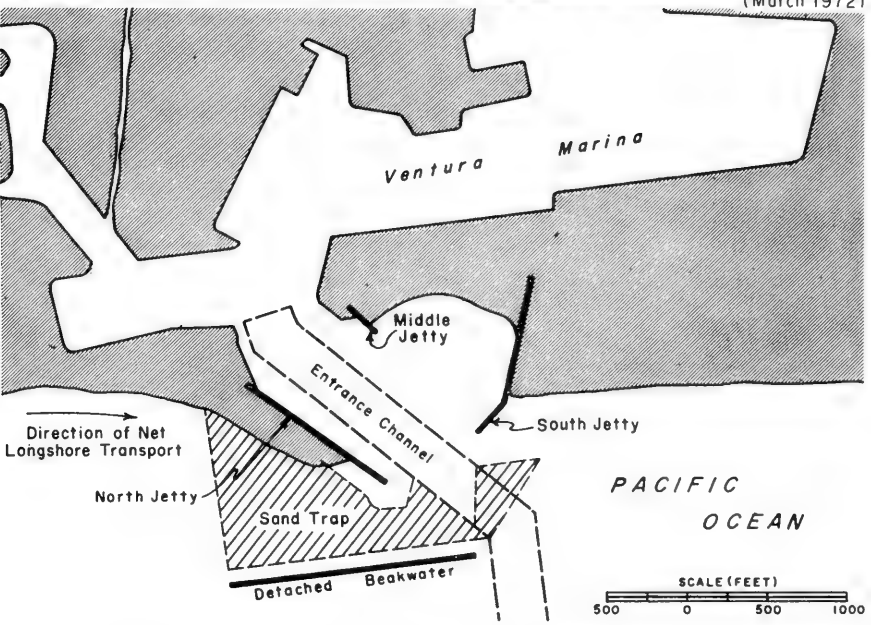 (March 1972)
Ventura Marina
Middle
Jetty
Entrance Channel
South Jetty
Direction of Net
Longshore Transport
North Jetty
PACIFIC
OCEAN
Sand Trap
Detached Beakwater
SCALE (FEET)
500 0 500 1000